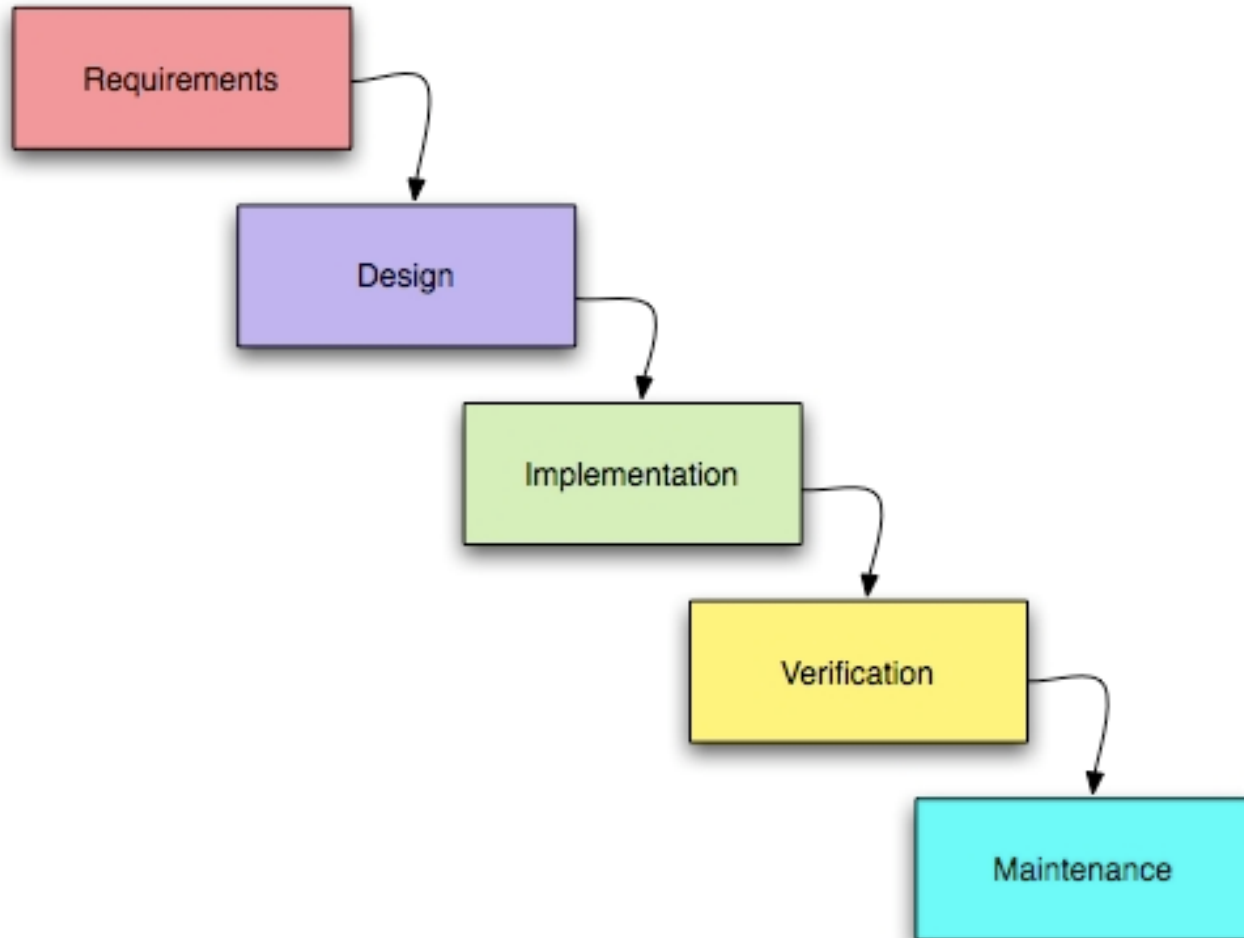 Requirements
Design
Implementation
Verification
Maintenance